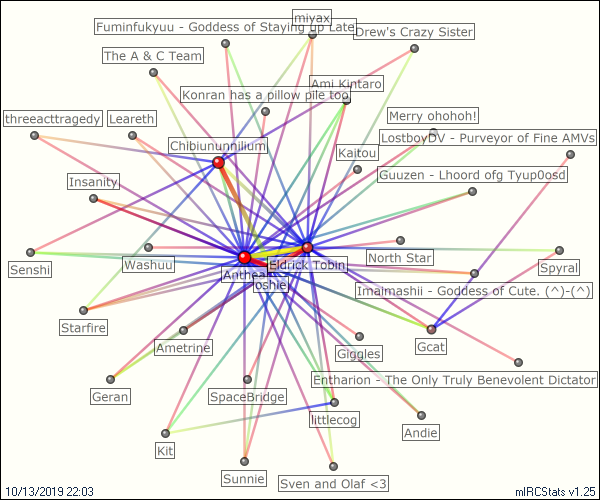 miyax
Fuminfukyuu - Goddess of Staying up Late
Drew's Crazy Sister
The A & C Team
Ami Kintaro
Konran has a pillow pile too
threeacttragedy
Leareth
Merry ohohoh!
LostboyDV - Purveyor of Fine AMVs
Chibiununnilium
Kaitou
Guuzen - Lhoord ofg Tyup0osd
Insanity
Senshi
Washuu
Eldrick Tobin
North Star
Spyral
Anthea
oshie
Imaimashii - Goddess of Cute. (^)-(^)
Starfire
Ametrine
Giggles
Gcat
Geran
SpaceBridge
Entharion - The Only Truly Benevolent Dictator
littlecog
Andie
Kit
Sunnie
Sven and Olaf <3
10/13/2019 22:03
mIRCStats v1.25